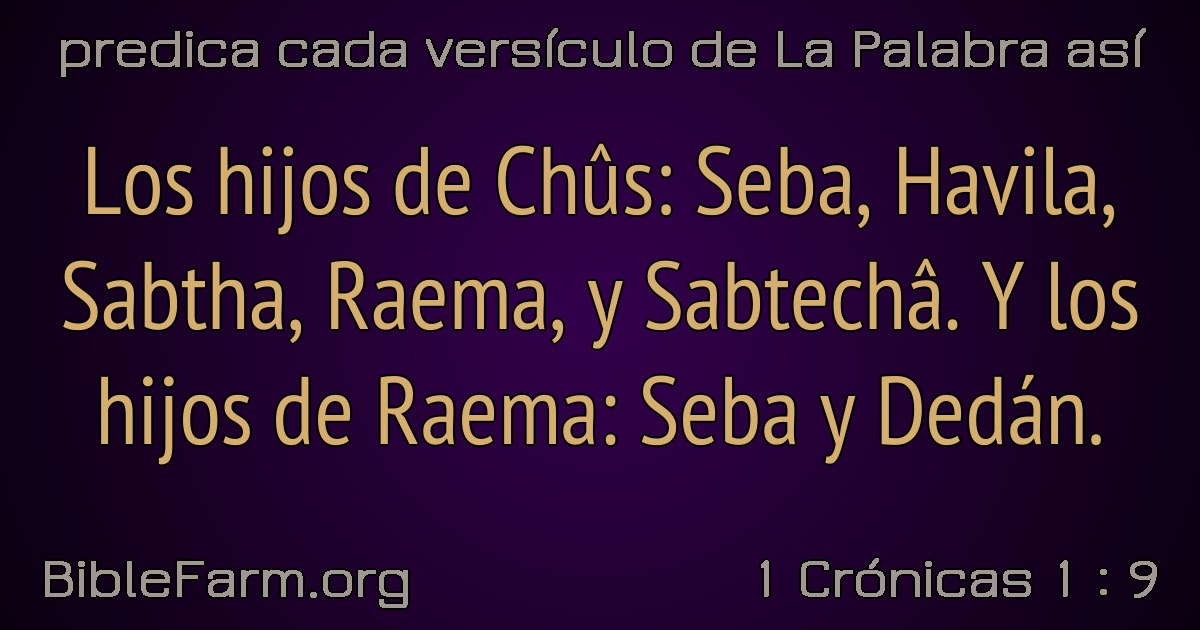 predica cada versículo de La Palabra así
Los hijos de Chûs: Seba, Havila,
Sabtha, Raema, y Sabtechâ. Y los
hijos de Raema: Seba y Dedán.
BibleFarm.org
1 Crónicas 1 : 9